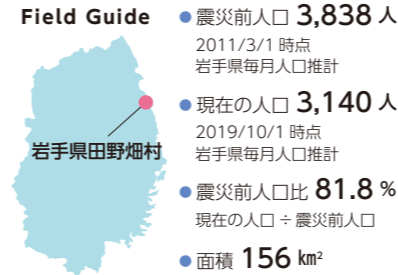 Field Guide
岩手県田野畑村
● 震災前人口 3,838 人
2011/3/1 時点
岩手県毎月人口推計
● 現在の人口 3,140 人
2019/10/1 時点
岩手県毎月人口推計
● 震災前人口比 81.8 %
現在の人口 ÷ 震災前人口
● 面積 156 km²